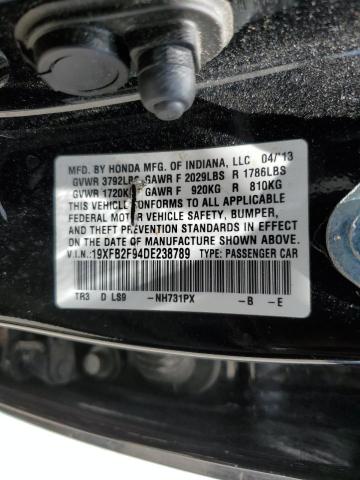 MFD. BY HONDA MFG. OF INDIANA, LLC 04/13
GVWR 3792LBS GAWR F 2029LBS R 1786LBS
GVWR 1720KG GAWR F 920KG R 810KG
THIS VEHICLE CONFORMS TO ALL APPLICABLE
FEDERAL MOTOR VEHICLE SAFETY, BUMPER,
AND THEFT PREVENTION STANDARDS IN EFFECT
ON THE DATE OF MANUFACTURE SHOWN ABOVE.
V.I.N.:19XFB2F94DE238789 TYPE: PASSENGER CAR
TR3 D LS9 -NH731PX -B -E